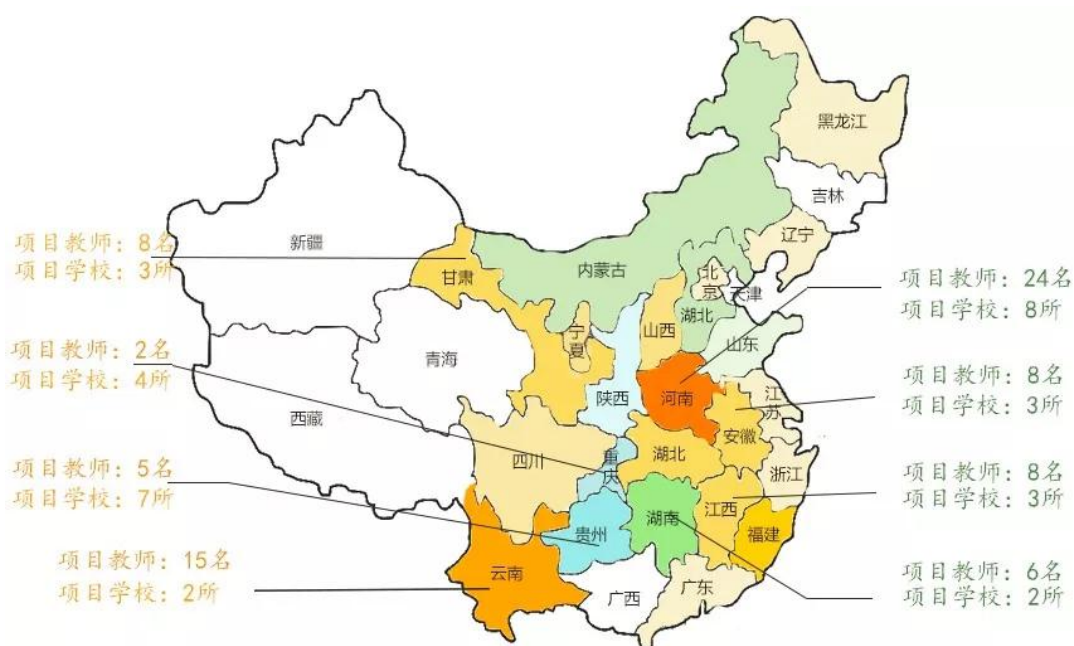 黑龙江
吉林
辽宁
新疆
内蒙古
北京
天津
甘肃
项目教师：8名
项目学校：3所
项目教师：24名
项目学校：8所
湖北
山西
宁夏
山东
青海
项目教师：2名
项目学校：4所
陕西
河南
江苏
项目教师：8名
项目学校：3所
西藏
安徽
四川
重庆
湖北
浙江
项目教师：5名
项目学校：7所
项目教师：8名
项目学校：3所
江西
湖南
贵州
福建
项目教师：15名
项目学校：2所
云南
广西
广东
项目教师：6名
项目学校：2所